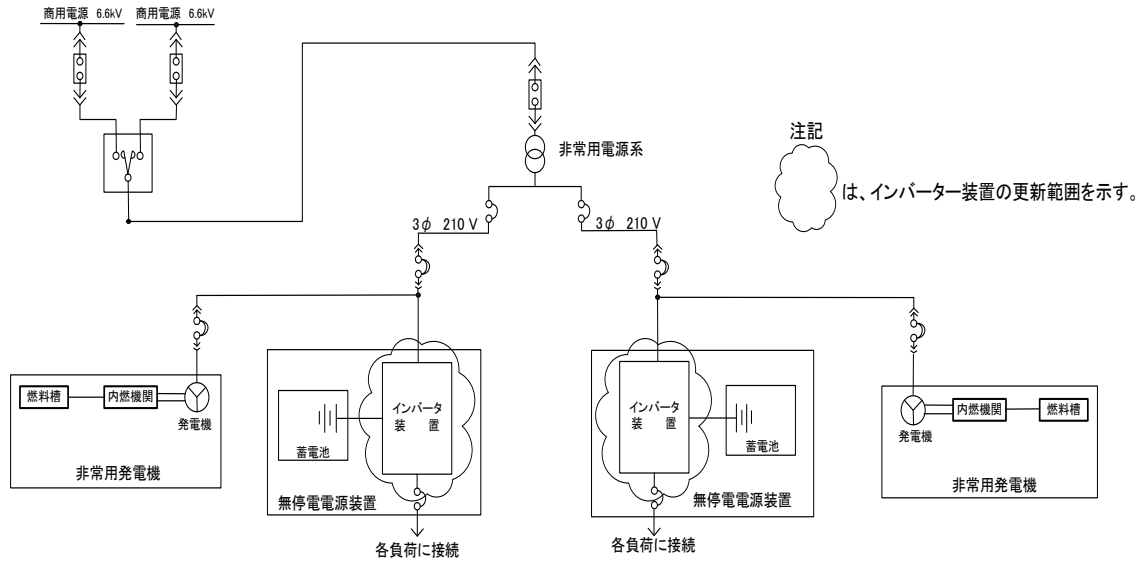 商用電源 6.6kV
商用電源 6.6kV
非常用電源系
注記
は、インバーター装置の更新範囲を示す。
3φ 210 V
3φ 210 V
燃料槽
内燃機関
発電機
非常用発電機
蓄電池
インバータ
装 置
無停電電源装置
各負荷に接続
インバータ
装 置
蓄電池
無停電電源装置
各負荷に接続
発電機
内燃機関
燃料槽
非常用発電機